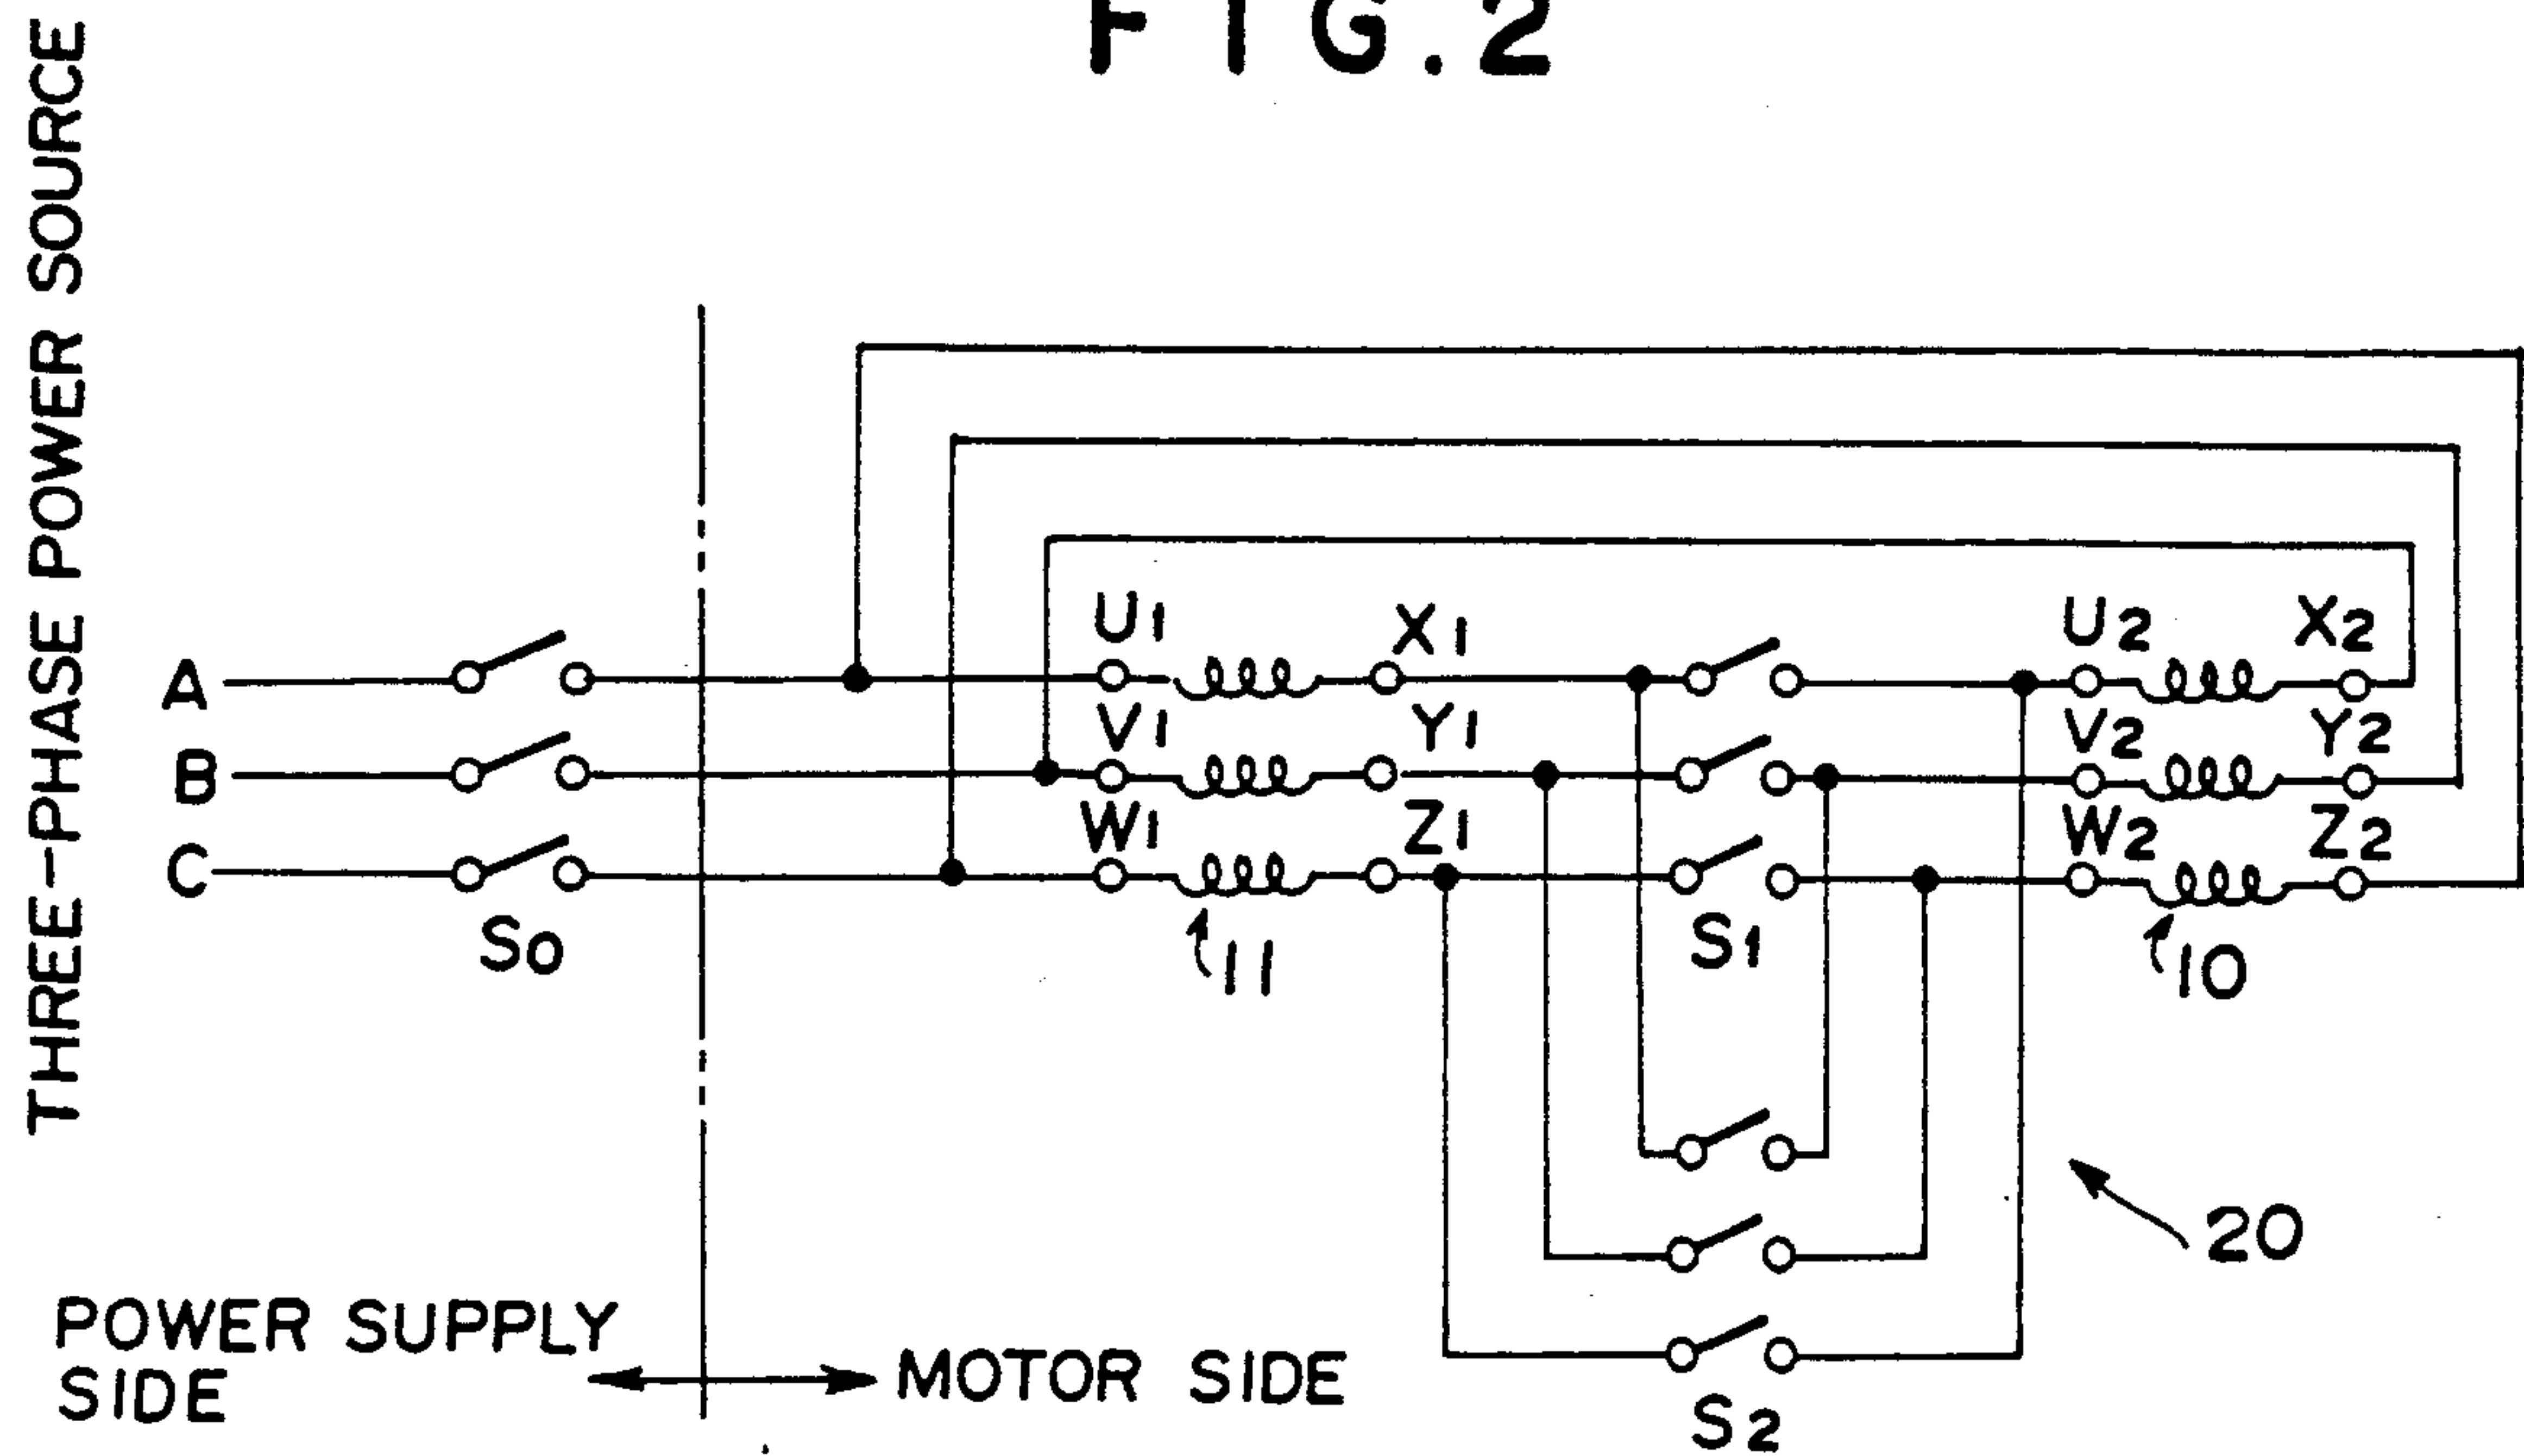 FIG.2
THREE-PHASE POWER SOURCE
U1
X1
U2
X2
A
V1
Y1
V2
Y2
B
W1
Z1
W2
Z2
C
S0
S1
11
10
20
POWER SUPPLY
SIDE
MOTOR SIDE
S2